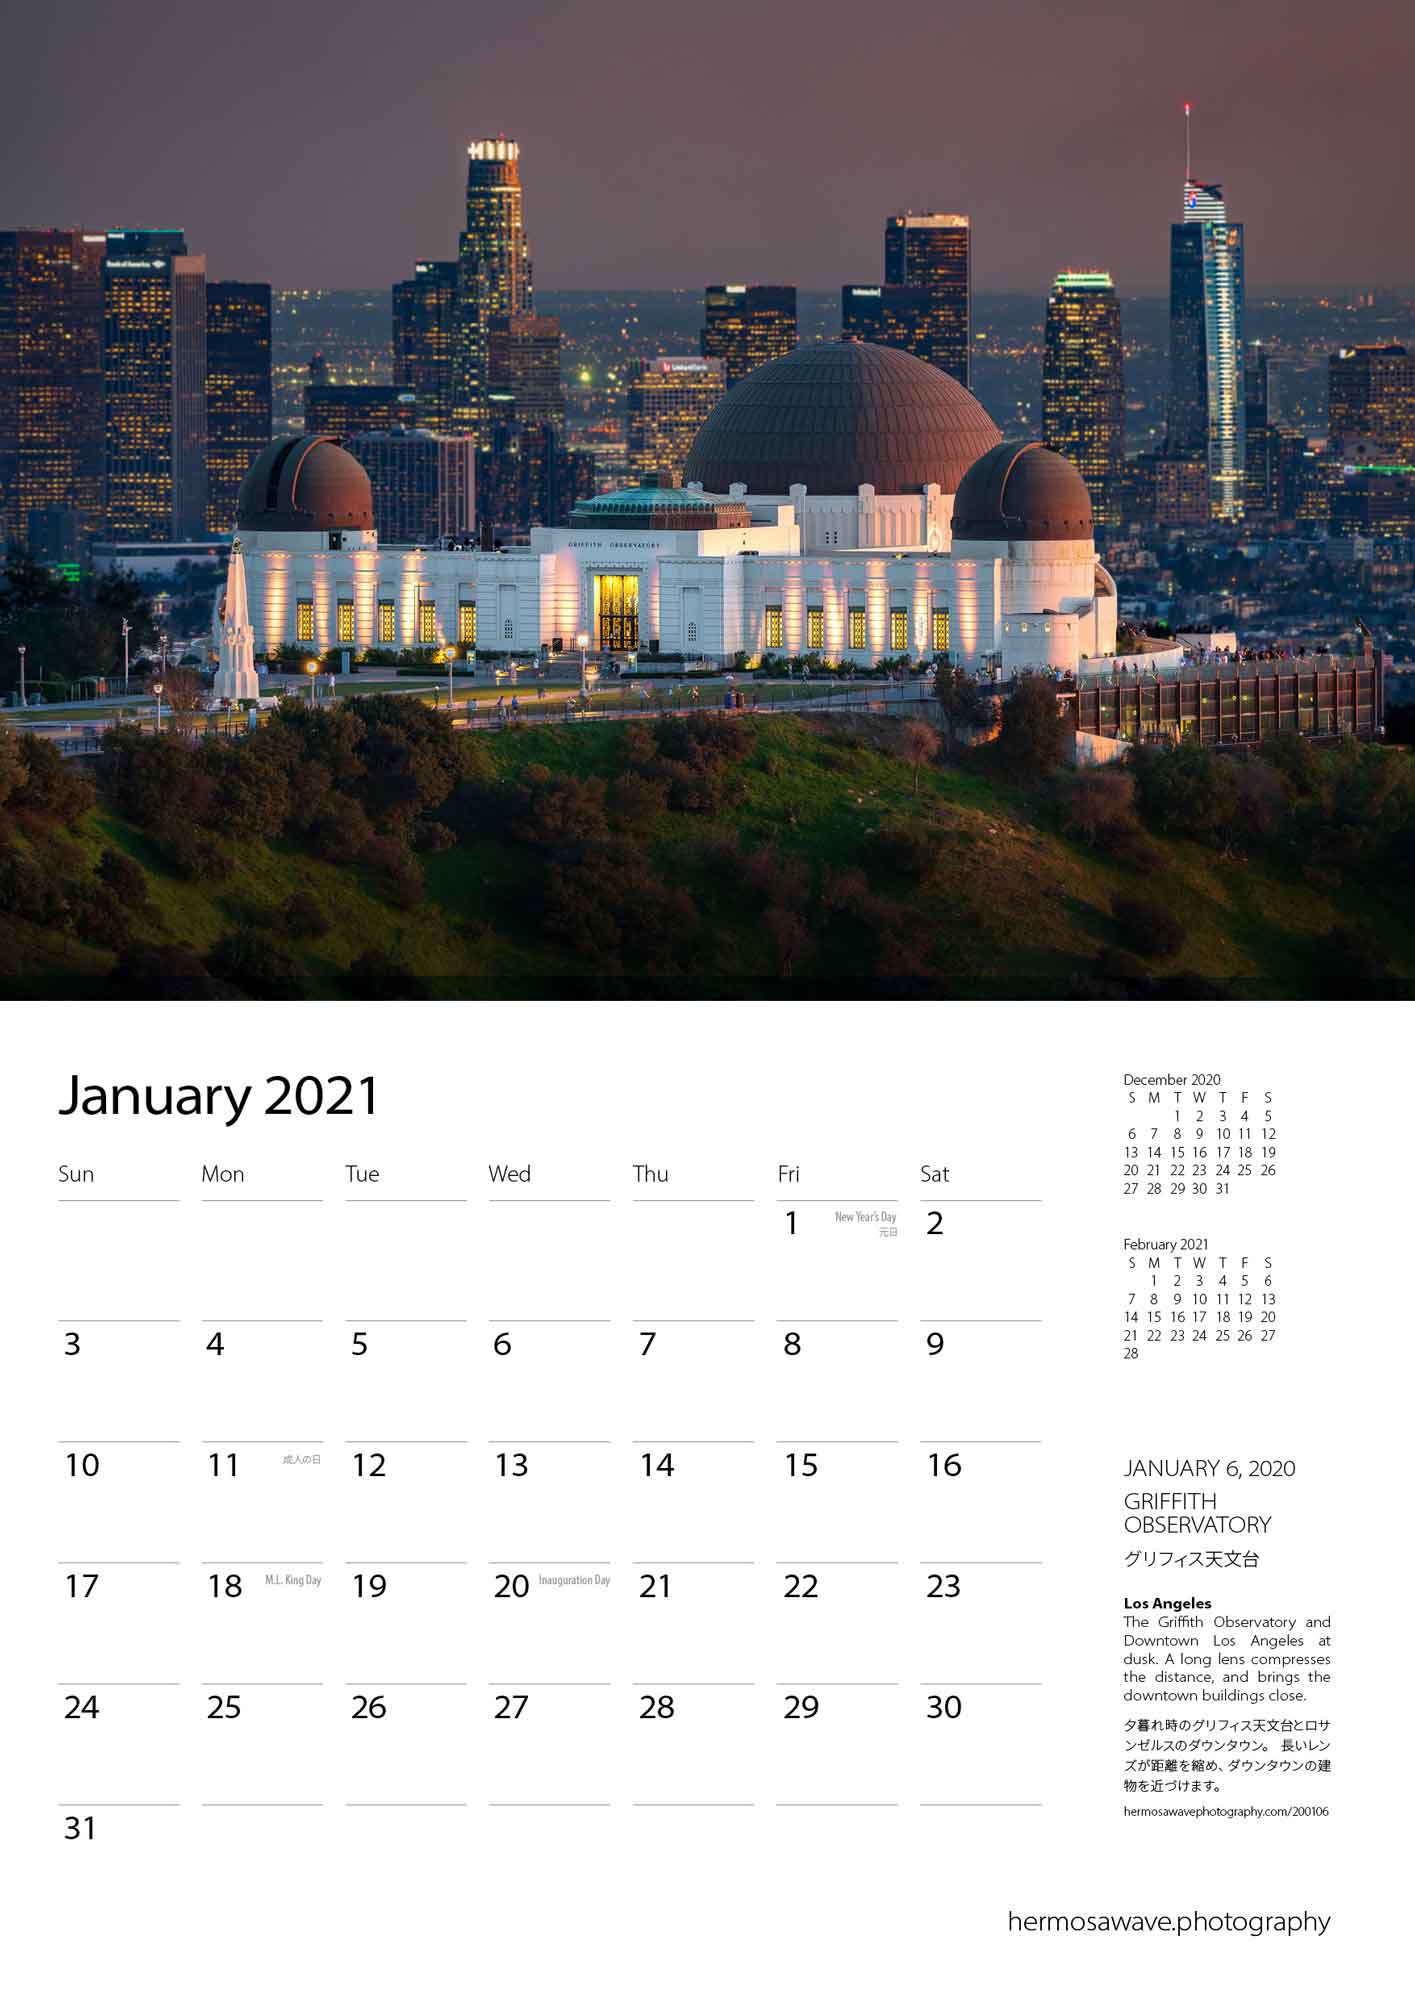 Bank of America
UnionBank
GRIFFITH OBSERVATORY
January 2021
Sun Mon Tue Wed Thu Fri Sat
1 New Year's Day 2
元日
3 4 5 6 7 8 9
10 11 成人の日 12 13 14 15 16
17 18 M.L. King Day 19 20 Inauguration Day 21 22 23
24 25 26 27 28 29 30
31
December 2020
S M T W T F S
1 2 3 4 5
6 7 8 9 10 11 12
13 14 15 16 17 18 19
20 21 22 23 24 25 26
27 28 29 30 31
February 2021
S M T W T F S
1 2 3 4 5 6
7 8 9 10 11 12 13
14 15 16 17 18 19 20
21 22 23 24 25 26 27
28
JANUARY 6, 2020
GRIFFITH
OBSERVATORY
グリフィス天文台
Los Angeles
The Griffith Observatory and
Downtown Los Angeles at
dusk. A long lens compresses
the distance, and brings the
downtown buildings close.
夕暮れ時のグリフィス天文台とロサ
ンゼルスのダウンタウン。 長いレン
ズが距離を縮め、ダウンタウンの建
物を近づけます。
hermosawavephotography.com/200106
hermosawave.photography